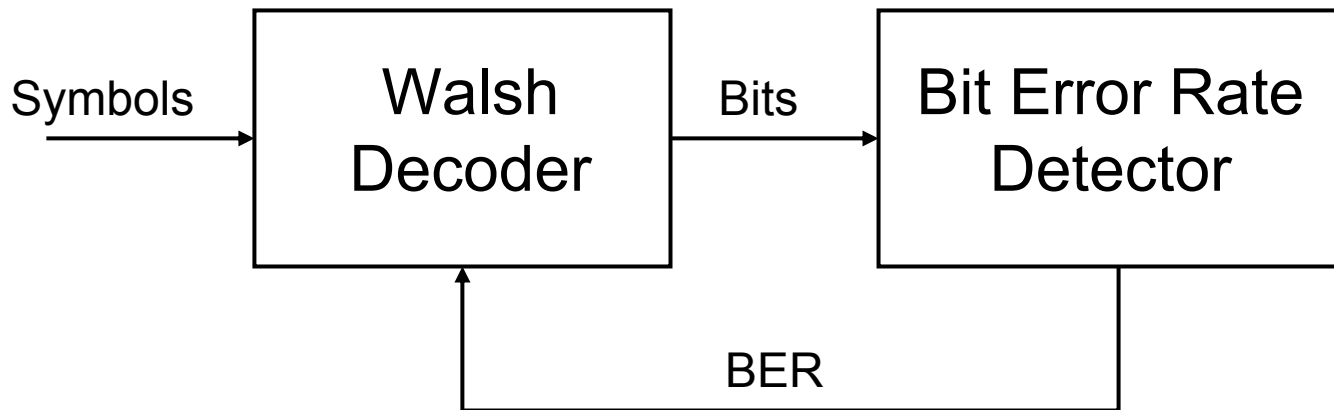 Symbols
Walsh
Decoder
Bits
Bit Error Rate
Detector
BER